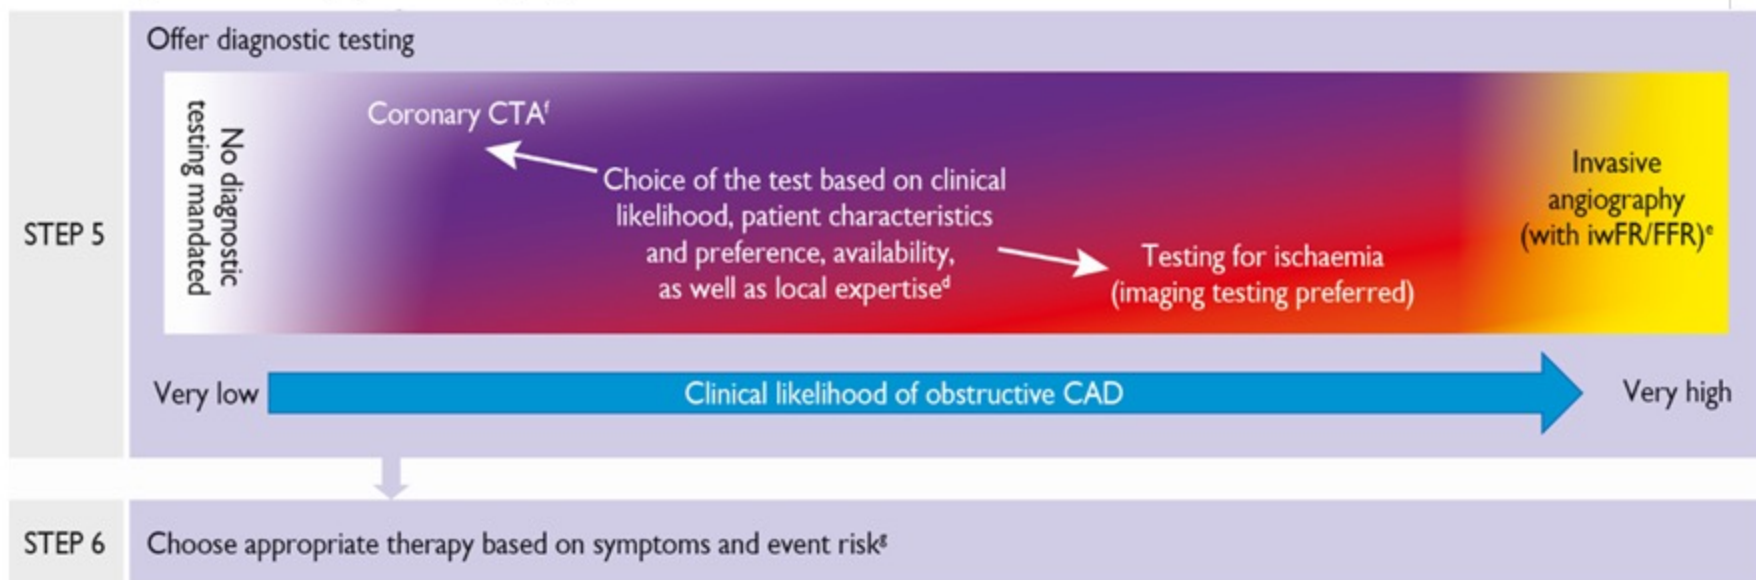 Offer diagnostic testing
STEP 5
No diagnostic
testing mandated
Coronary CTAᶠ
Choice of the test based on clinical
likelihood, patient characteristics
and preference, availability,
as well as local expertiseᵈ
Testing for ischaemia
(imaging testing preferred)
Invasive
angiography
(with iwFR/FFR)ᵉ
Very low
Clinical likelihood of obstructive CAD
Very high
STEP 6
Choose appropriate therapy based on symptoms and event riskᵍ